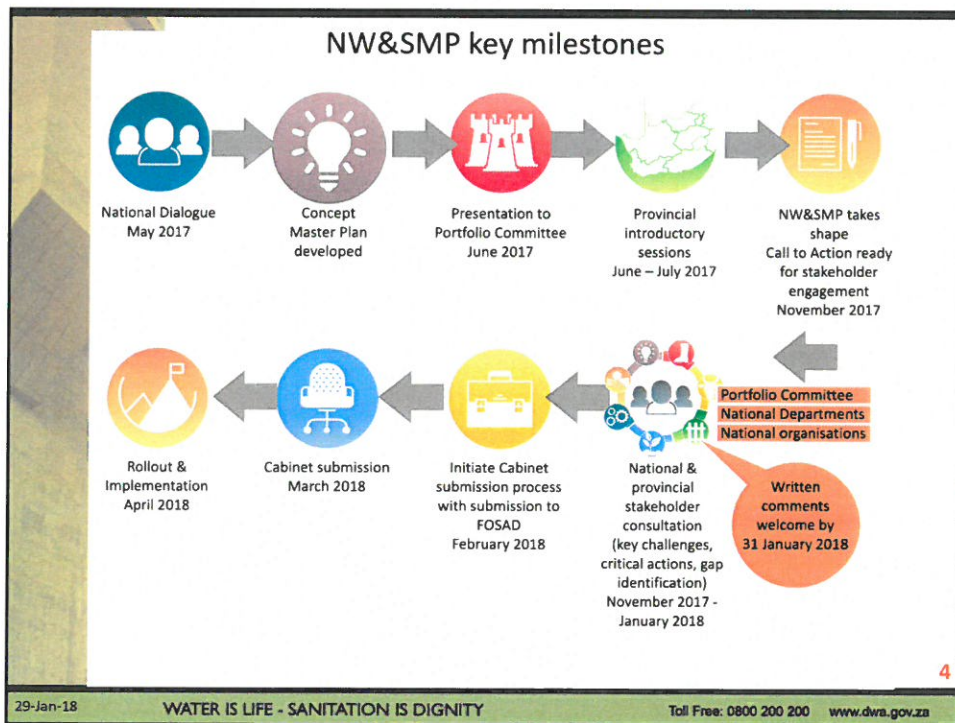 NW&SMP key milestones
National Dialogue
May 2017
Concept
Master Plan
developed
Presentation to
Portfolio Committee
June 2017
Provincial
introductory
sessions
June – July 2017
NW&SMP takes
shape
Call to Action ready
for stakeholder
engagement
November 2017
Portfolio Committee
National Departments
National organisations
Written
comments
welcome by
31 January 2018
National &
provincial
stakeholder
consultation
(key challenges,
critical actions, gap
identification)
November 2017 -
January 2018
Initiate Cabinet
submission process
with submission to
FOSAD
February 2018
Cabinet submission
March 2018
Rollout &
Implementation
April 2018
4
29-Jan-18 WATER IS LIFE - SANITATION IS DIGNITY Toll Free: 0800 200 200 www.dwa.gov.za